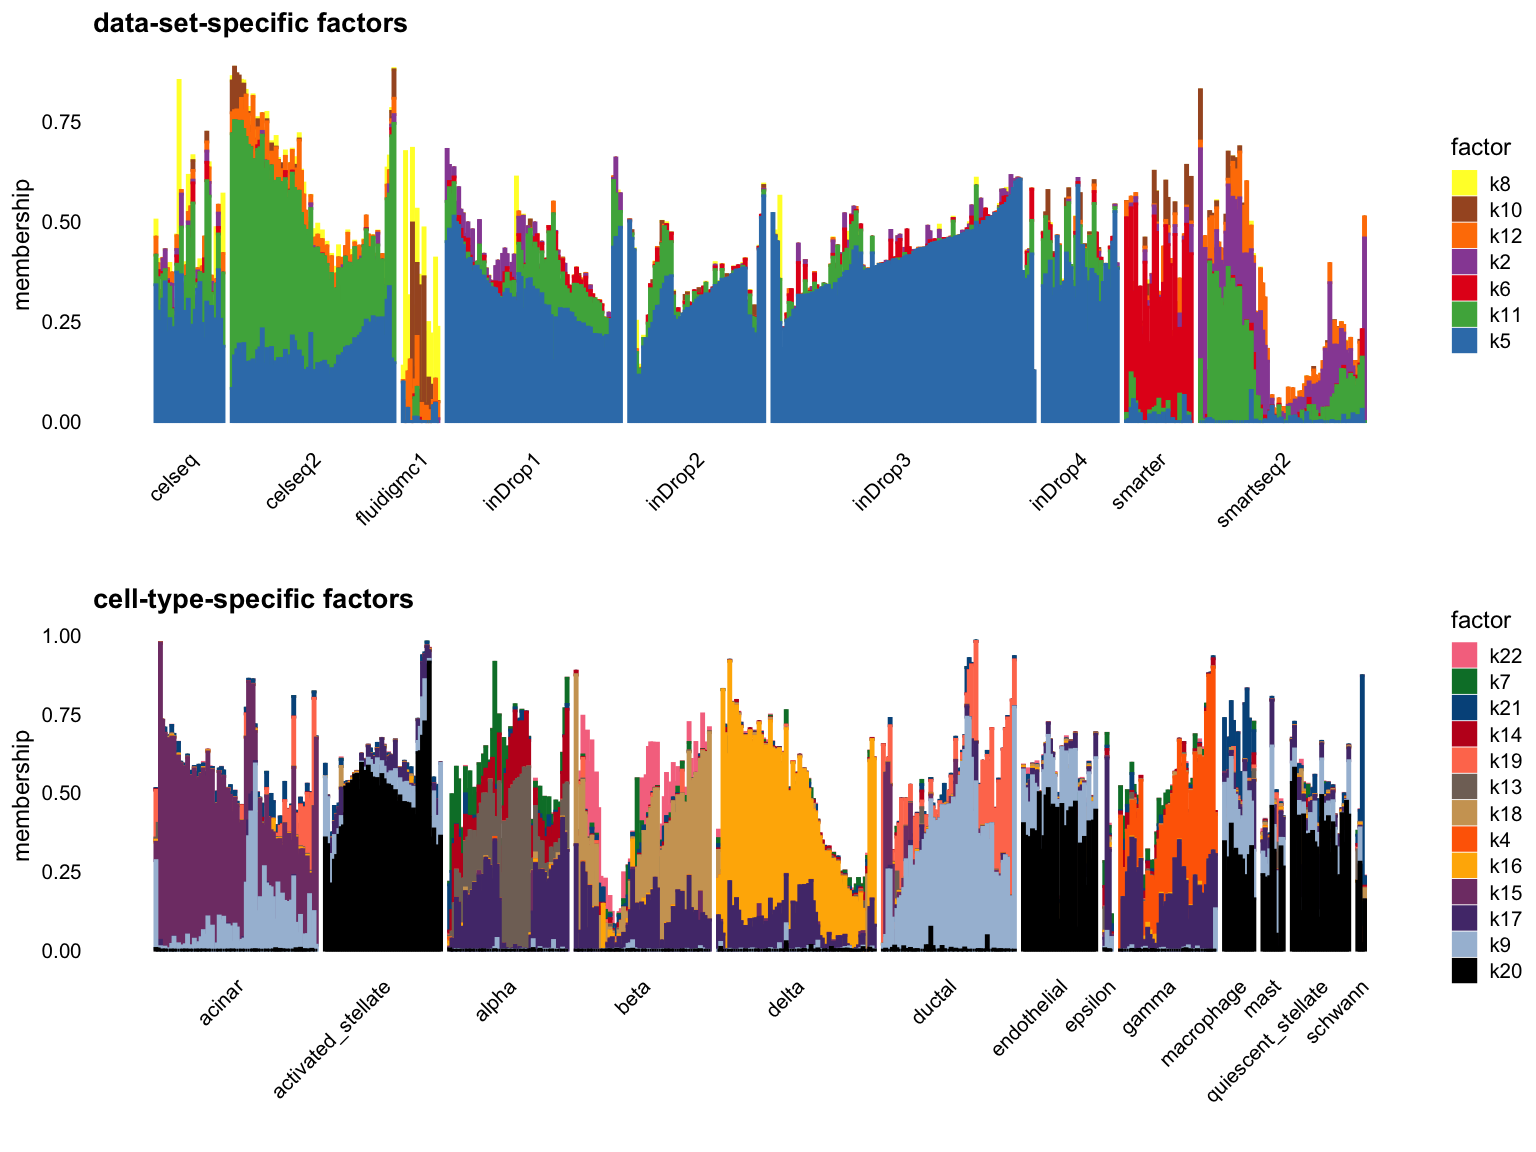 data-set-specific factors
membership
0.75
0.50
0.25
0.00
celseq
celseq2
fluidigmc1
inDrop1
inDrop2
inDrop3
inDrop4
smarter
smartseq2
factor
k8
k10
k12
k2
k6
k11
k5
cell-type-specific factors
membership
1.00
0.75
0.50
0.25
0.00
acinar
activated_stellate
alpha
beta
delta
ductal
endothelial
epsilon
gamma
macrophage
mast
quiescent_stellate
schwann
factor
k22
k7
k21
k14
k19
k13
k18
k4
k16
k15
k17
k9
k20